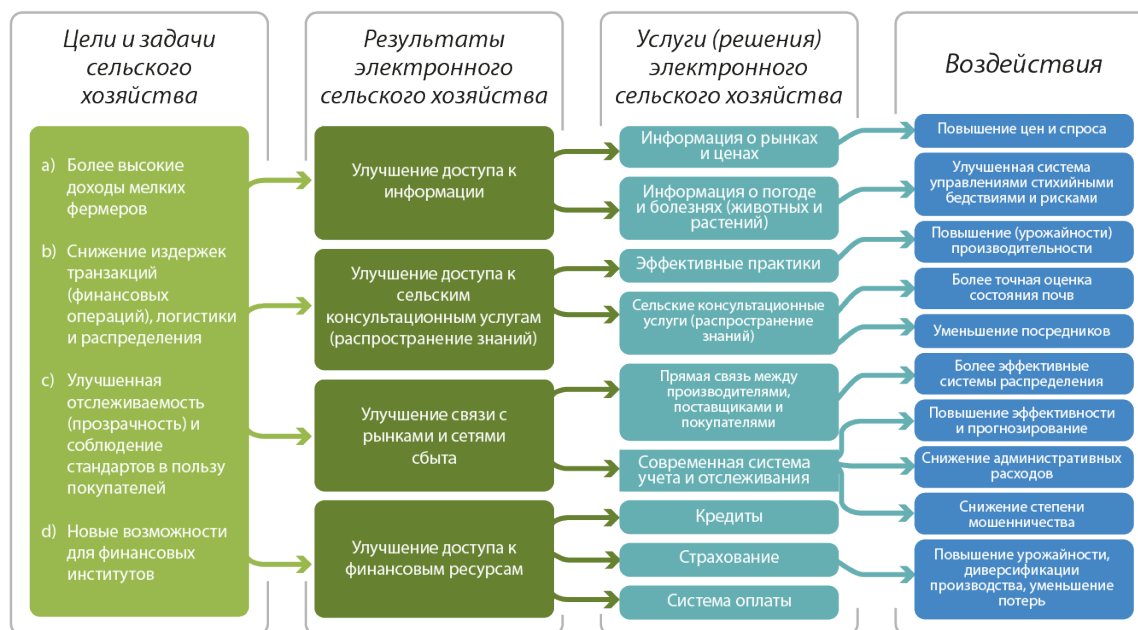 Цели и задачи
сельского
хозяйства
a) Более высокие
доходы мелких
фермеров
b) Снижение издержек
транзакций
(финансовых
операций), логистики
и распределения
c) Улучшенная
отслеживаемость
(прозрачность) и
соблюдение
стандартов в пользу
покупателей
d) Новые возможности
для финансовых
институтов
Результаты
электронного
сельского хозяйства
Улучшение доступа к
информации
Улучшение доступа к
сельским
консультационным услугам
(распространение знаний)
Улучшение связи с
рынками и сетями
сбыта
Улучшение доступа к
финансовым ресурсам
Услуги (решения)
электронного
сельского хозяйства
Информация о рынках
и ценах
Информация о погоде
и болезнях (животных и
растений)
Эффективные практики
Сельские консультационные
услуги (распространение
знаний)
Прямая связь между
производителями,
поставщиками и
покупателями
Современная система
учета и отслеживания
Кредиты
Страхование
Система оплаты
Воздействия
Повышение цен и спроса
Улучшенная система
управлениями стихийными
бедствиями и рисками
Повышение (урожайности)
производительности
Более точная оценка
состояния почв
Уменьшение посредников
Более эффективные
системы распределения
Повышение эффективности
и прогнозирование
Снижение административных
расходов
Снижение степени
мошенничества
Повышение урожайности,
диверсификации
производства, уменьшение
потерь